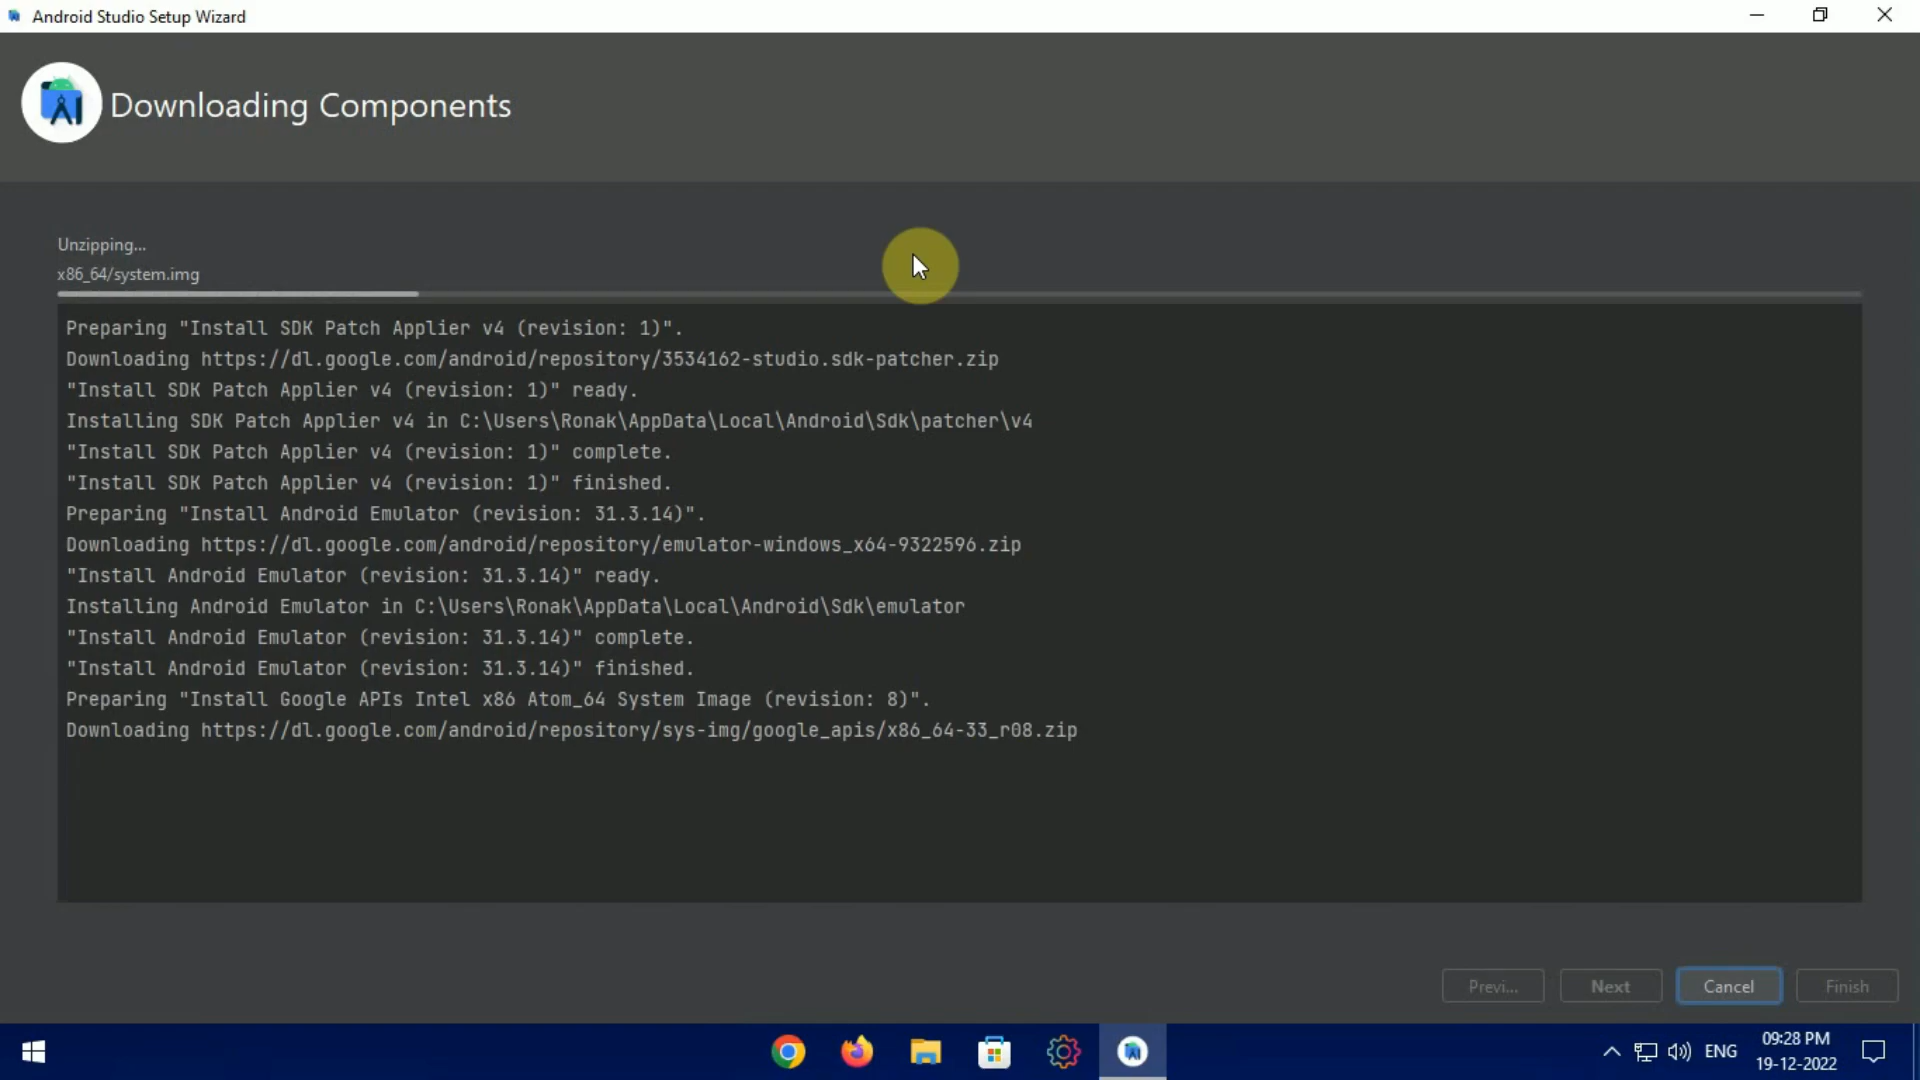 Android Studio Setup Wizard
Downloading Components
Unzipping...
x86_64/system.img
Preparing "Install SDK Patch Applier v4 (revision: 1)".
Downloading https://dl.google.com/android/repository/3534162-studio.sdk-patcher.zip
"Install SDK Patch Applier v4 (revision: 1)" ready.
Installing SDK Patch Applier v4 in C:\Users\Ronak\AppData\Local\Android\Sdk\patcher\v4
"Install SDK Patch Applier v4 (revision: 1)" complete.
"Install SDK Patch Applier v4 (revision: 1)" finished.
Preparing "Install Android Emulator (revision: 31.3.14)".
Downloading https://dl.google.com/android/repository/emulator-windows_x64-9322596.zip
"Install Android Emulator (revision: 31.3.14)" ready.
Installing Android Emulator in C:\Users\Ronak\AppData\Local\Android\Sdk\emulator
"Install Android Emulator (revision: 31.3.14)" complete.
"Install Android Emulator (revision: 31.3.14)" finished.
Preparing "Install Google APIs Intel x86 Atom_64 System Image (revision: 8)".
Downloading https://dl.google.com/android/repository/sys-img/google_apis/x86_64-33_r08.zip
Previ... Next Cancel Finish
ENG
09:28 PM
19-12-2022